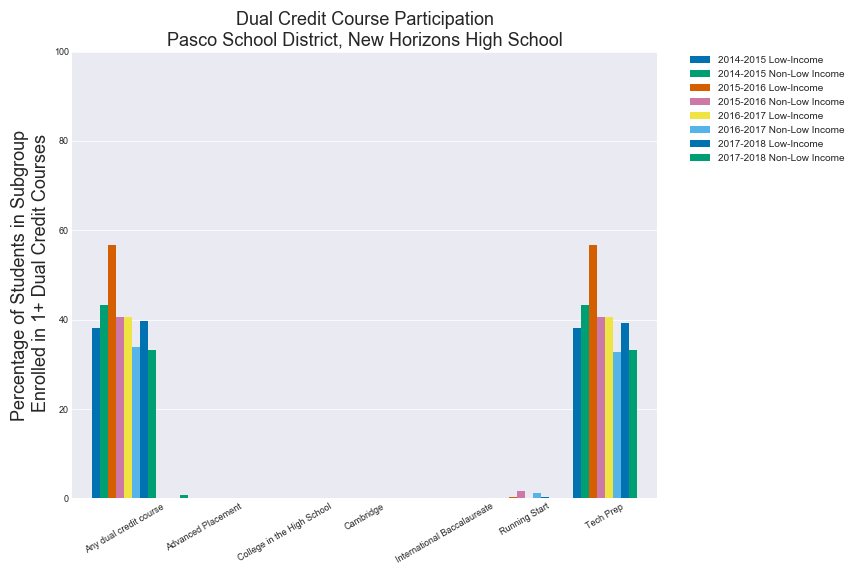 Dual Credit Course Participation
Pasco School District, New Horizons High School
Percentage of Students in Subgroup
Enrolled in 1+ Dual Credit Courses
100
80
60
40
20
0
Any dual credit course
Advanced Placement
College in the High School
Cambridge
International Baccalaureate
Running Start
Tech Prep
2014-2015 Low-Income
2014-2015 Non-Low Income
2015-2016 Low-Income
2015-2016 Non-Low Income
2016-2017 Low-Income
2016-2017 Non-Low Income
2017-2018 Low-Income
2017-2018 Non-Low Income